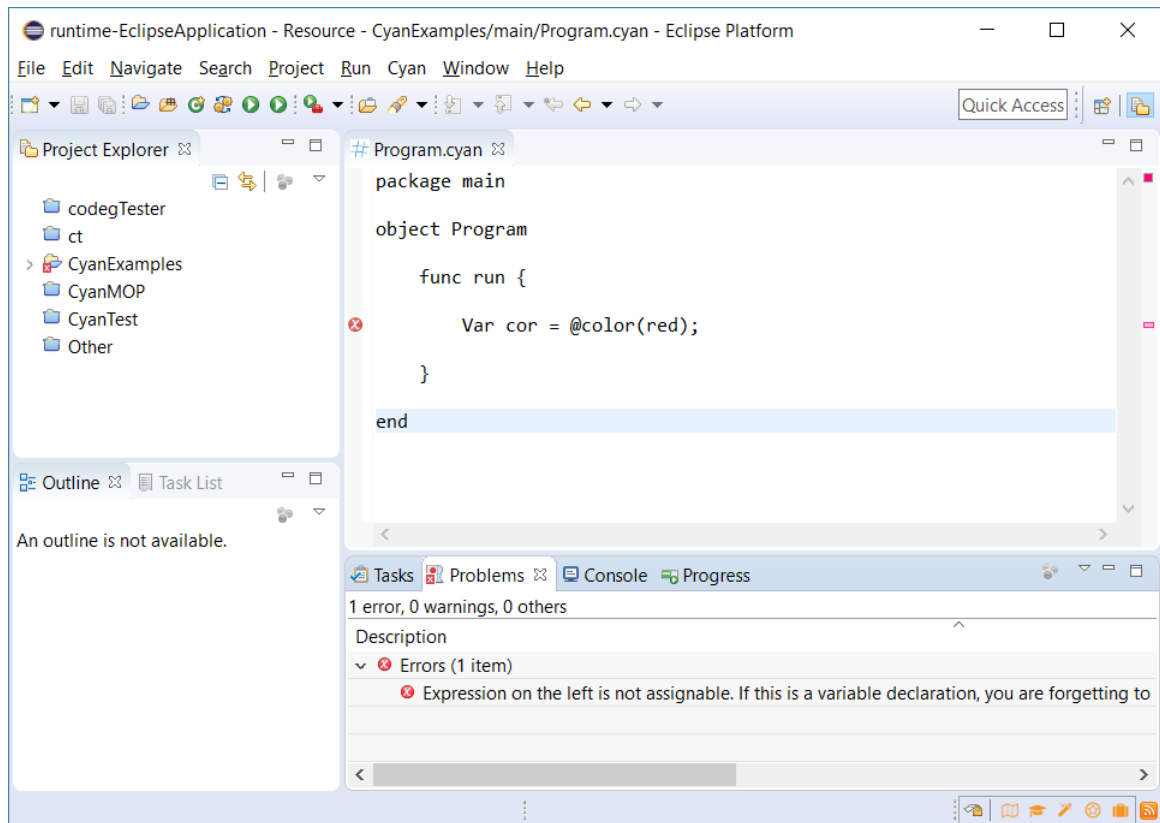 runtime-EclipseApplication - Resource - CyanExamples/main/Program.cyan - Eclipse Platform
File Edit Navigate Search Project Run Cyan Window Help
Quick Access
Project Explorer
codegTester
ct
CyanExamples
CyanMOP
CyanTest
Other
Outline Task List
An outline is not available.
# Program.cyan
package main
object Program
func run {
Var cor = @color(red);
}
end
Tasks Problems Console Progress
1 error, 0 warnings, 0 others
Description
Errors (1 item)
Expression on the left is not assignable. If this is a variable declaration, you are forgetting to